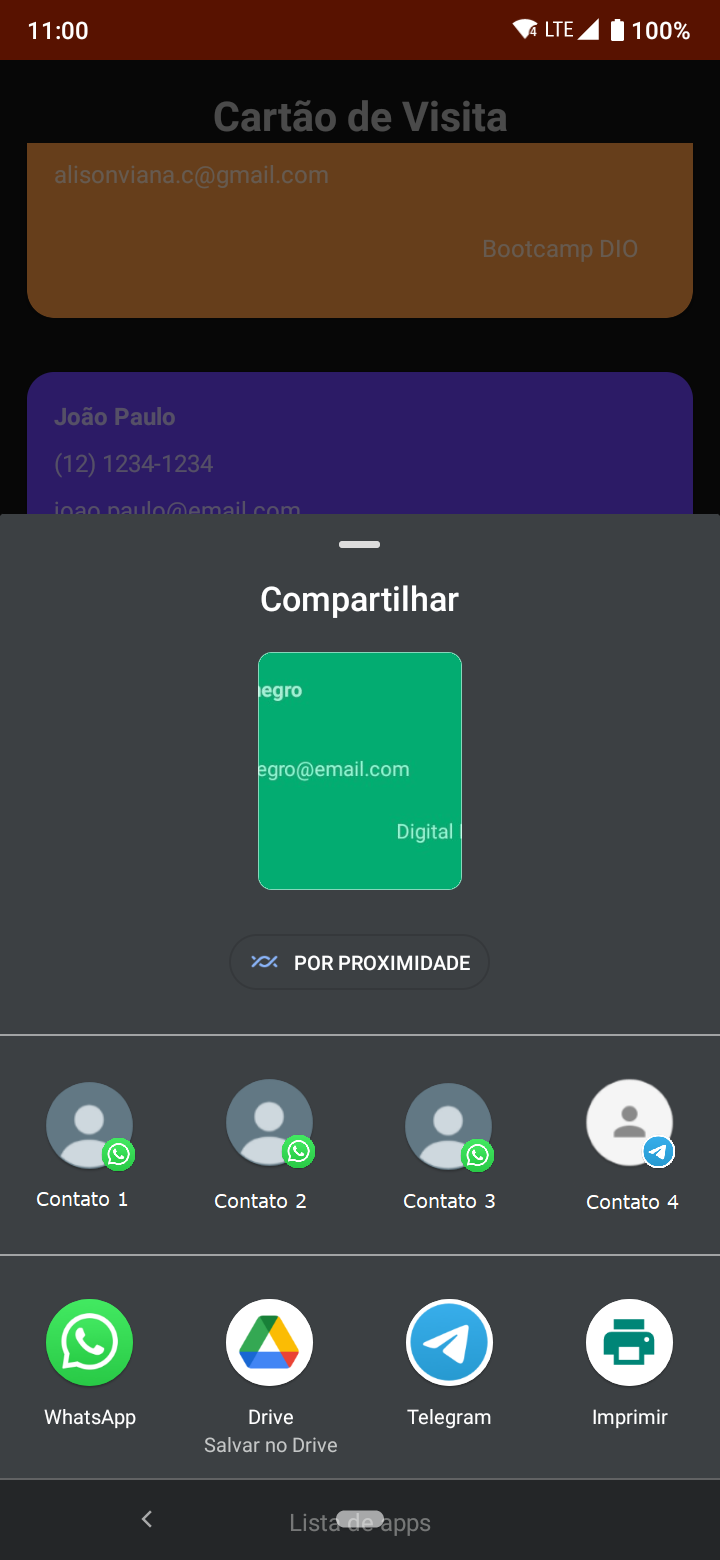 11:00
4 LTE 100%
Cartão de Visita
alisonviana.c@gmail.com
Bootcamp DIO
João Paulo
(12) 1234-1234
joao.paulo@email.com
Compartilhar
negro
egro@email.com
Digital
POR PROXIMIDADE
Contato 1 Contato 2 Contato 3 Contato 4
WhatsApp Drive Telegram Imprimir
Salvar no Drive
Lista de apps